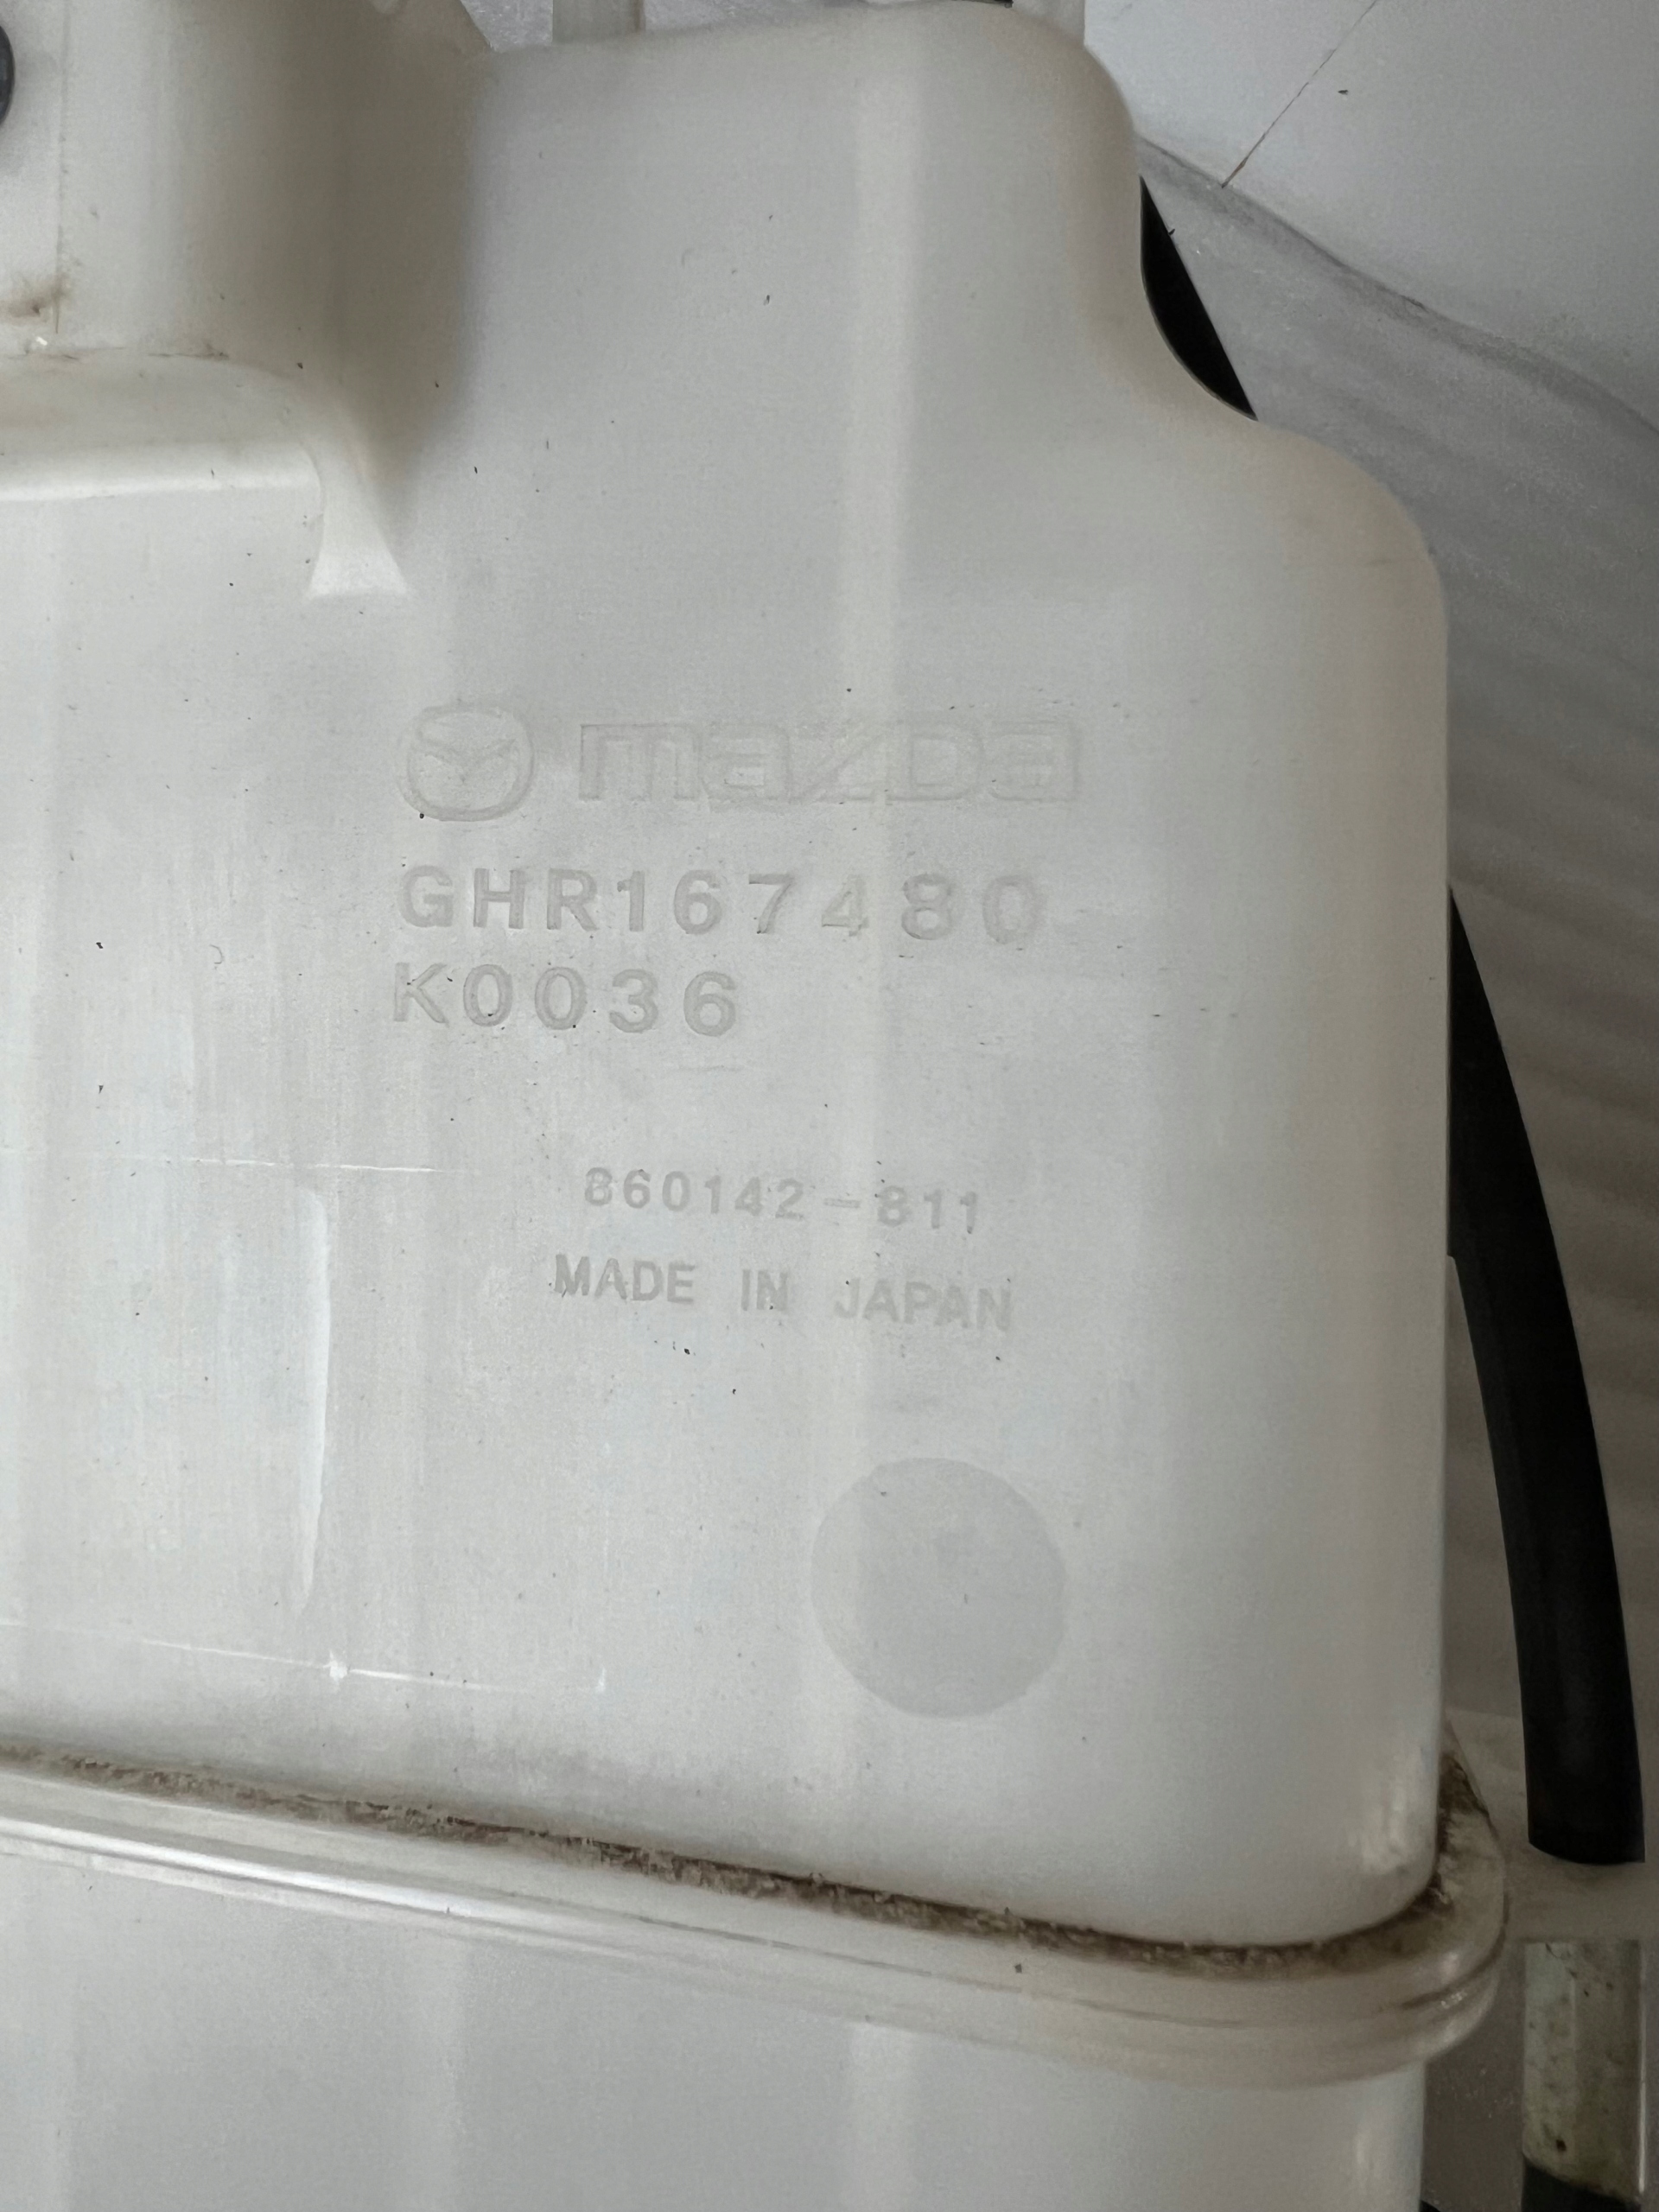 mazda
GHR167480
K0036
860142-811
MADE IN JAPAN